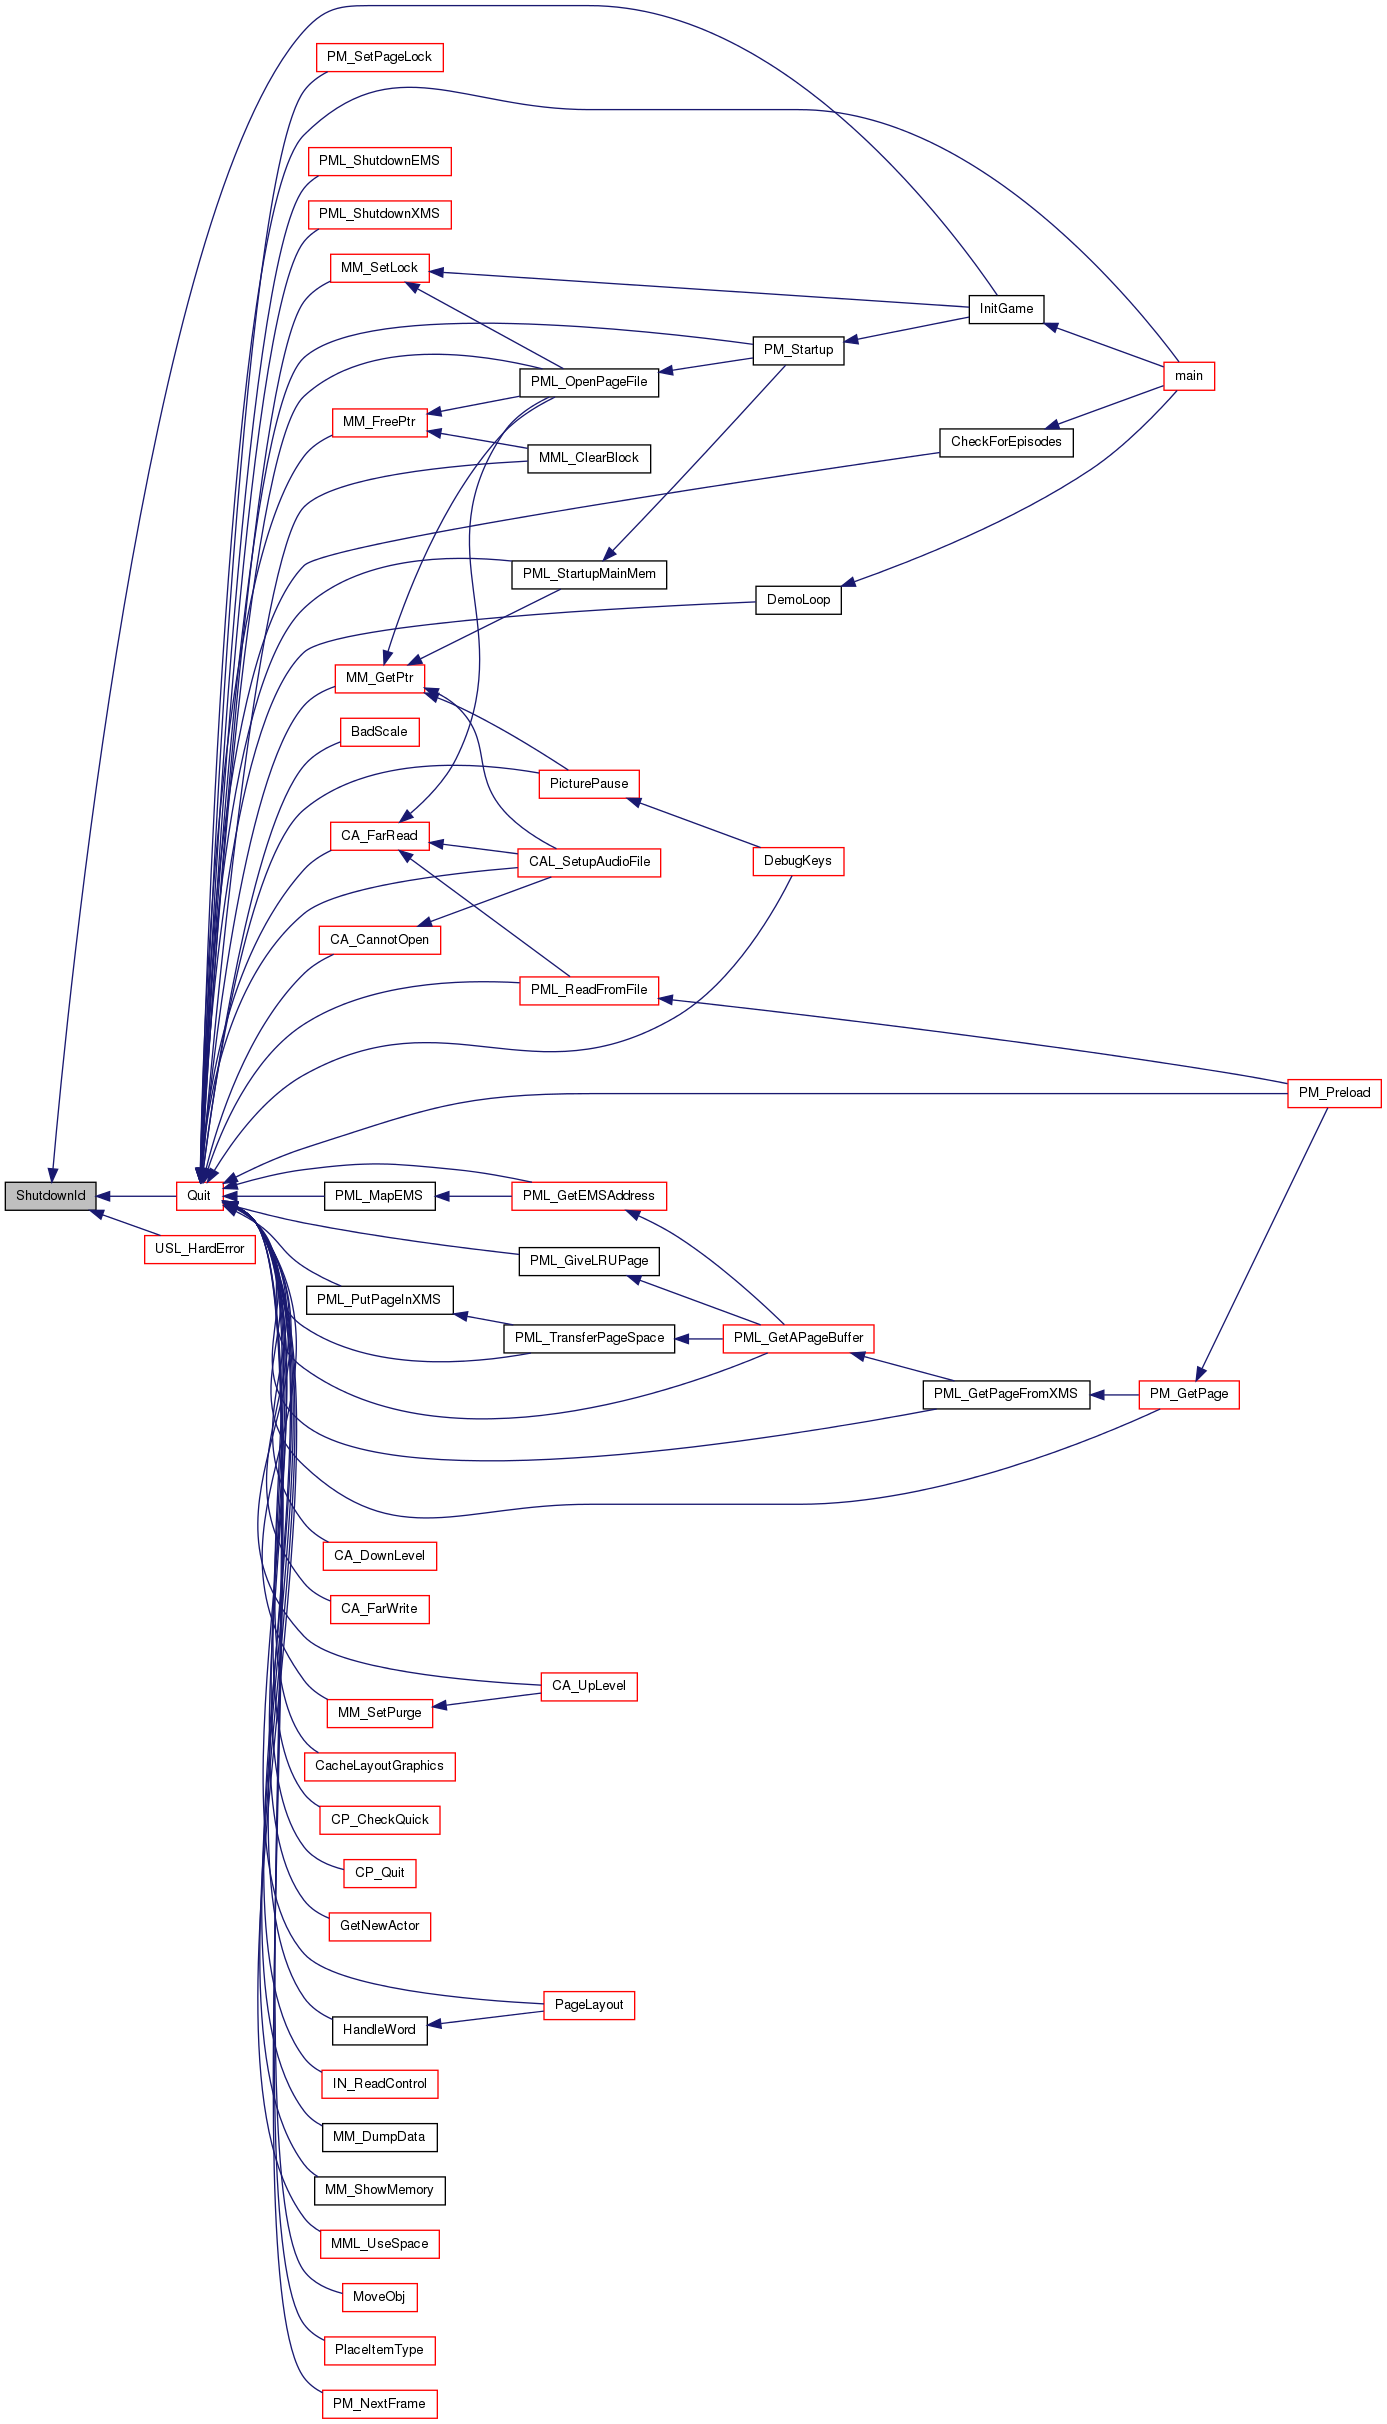 PM_SetPageLock
PML_ShutdownEMS
PML_ShutdownXMS
MM_SetLock
InitGame
PM_Startup
main
PML_OpenPageFile
MM_FreePtr
CheckForEpisodes
MML_ClearBlock
PML_StartupMainMem
DemoLoop
MM_GetPtr
BadScale
PicturePause
CA_FarRead
CAL_SetupAudioFile
DebugKeys
CA_CannotOpen
PML_ReadFromFile
PM_Preload
ShutdownId
Quit
PML_MapEMS
PML_GetEMSAddress
USL_HardError
PML_GiveLRUPage
PML_PutPageInXMS
PML_TransferPageSpace
PML_GetAPageBuffer
PML_GetPageFromXMS
PM_GetPage
CA_DownLevel
CA_FarWrite
CA_UpLevel
MM_SetPurge
CacheLayoutGraphics
CP_CheckQuick
CP_Quit
GetNewActor
PageLayout
HandleWord
IN_ReadControl
MM_DumpData
MM_ShowMemory
MML_UseSpace
MoveObj
PlaceItemType
PM_NextFrame